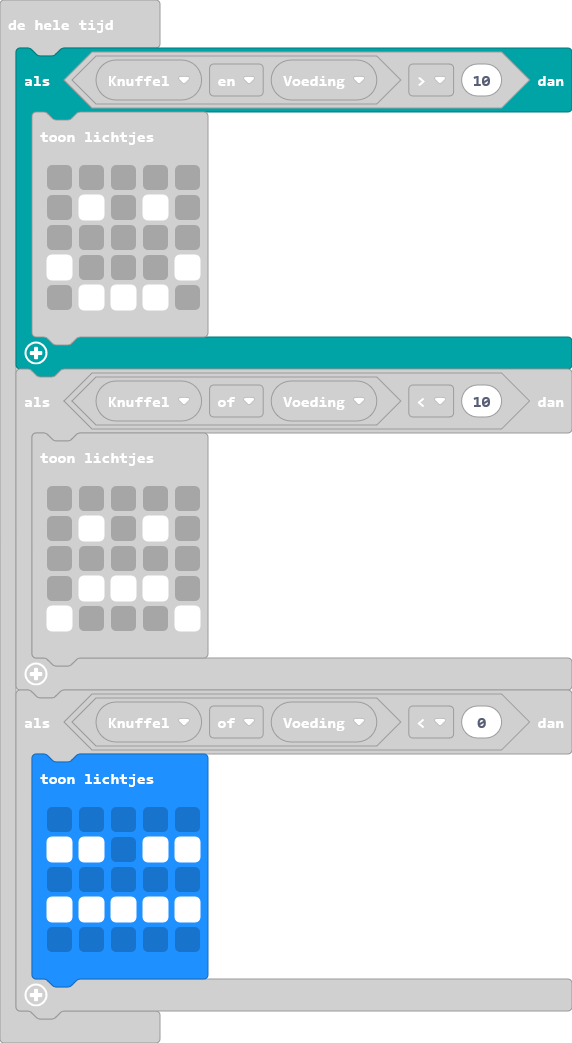 de hele tijd
als Knuffel en Voeding > 10 dan
toon lichtjes
als Knuffel of Voeding < 10 dan
toon lichtjes
als Knuffel of Voeding < 0 dan
toon lichtjes